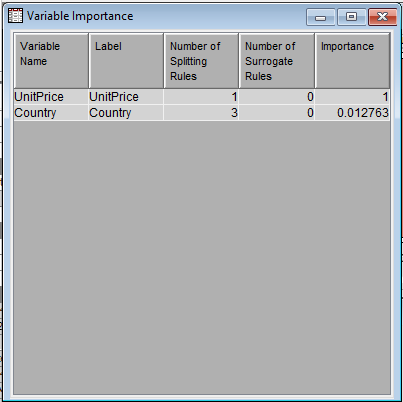 Variable Importance
Variable Name	Label	Number of Splitting Rules	Number of Surrogate Rules	Importance
UnitPrice	UnitPrice	1	0	1
Country	Country	3	0	0.012763